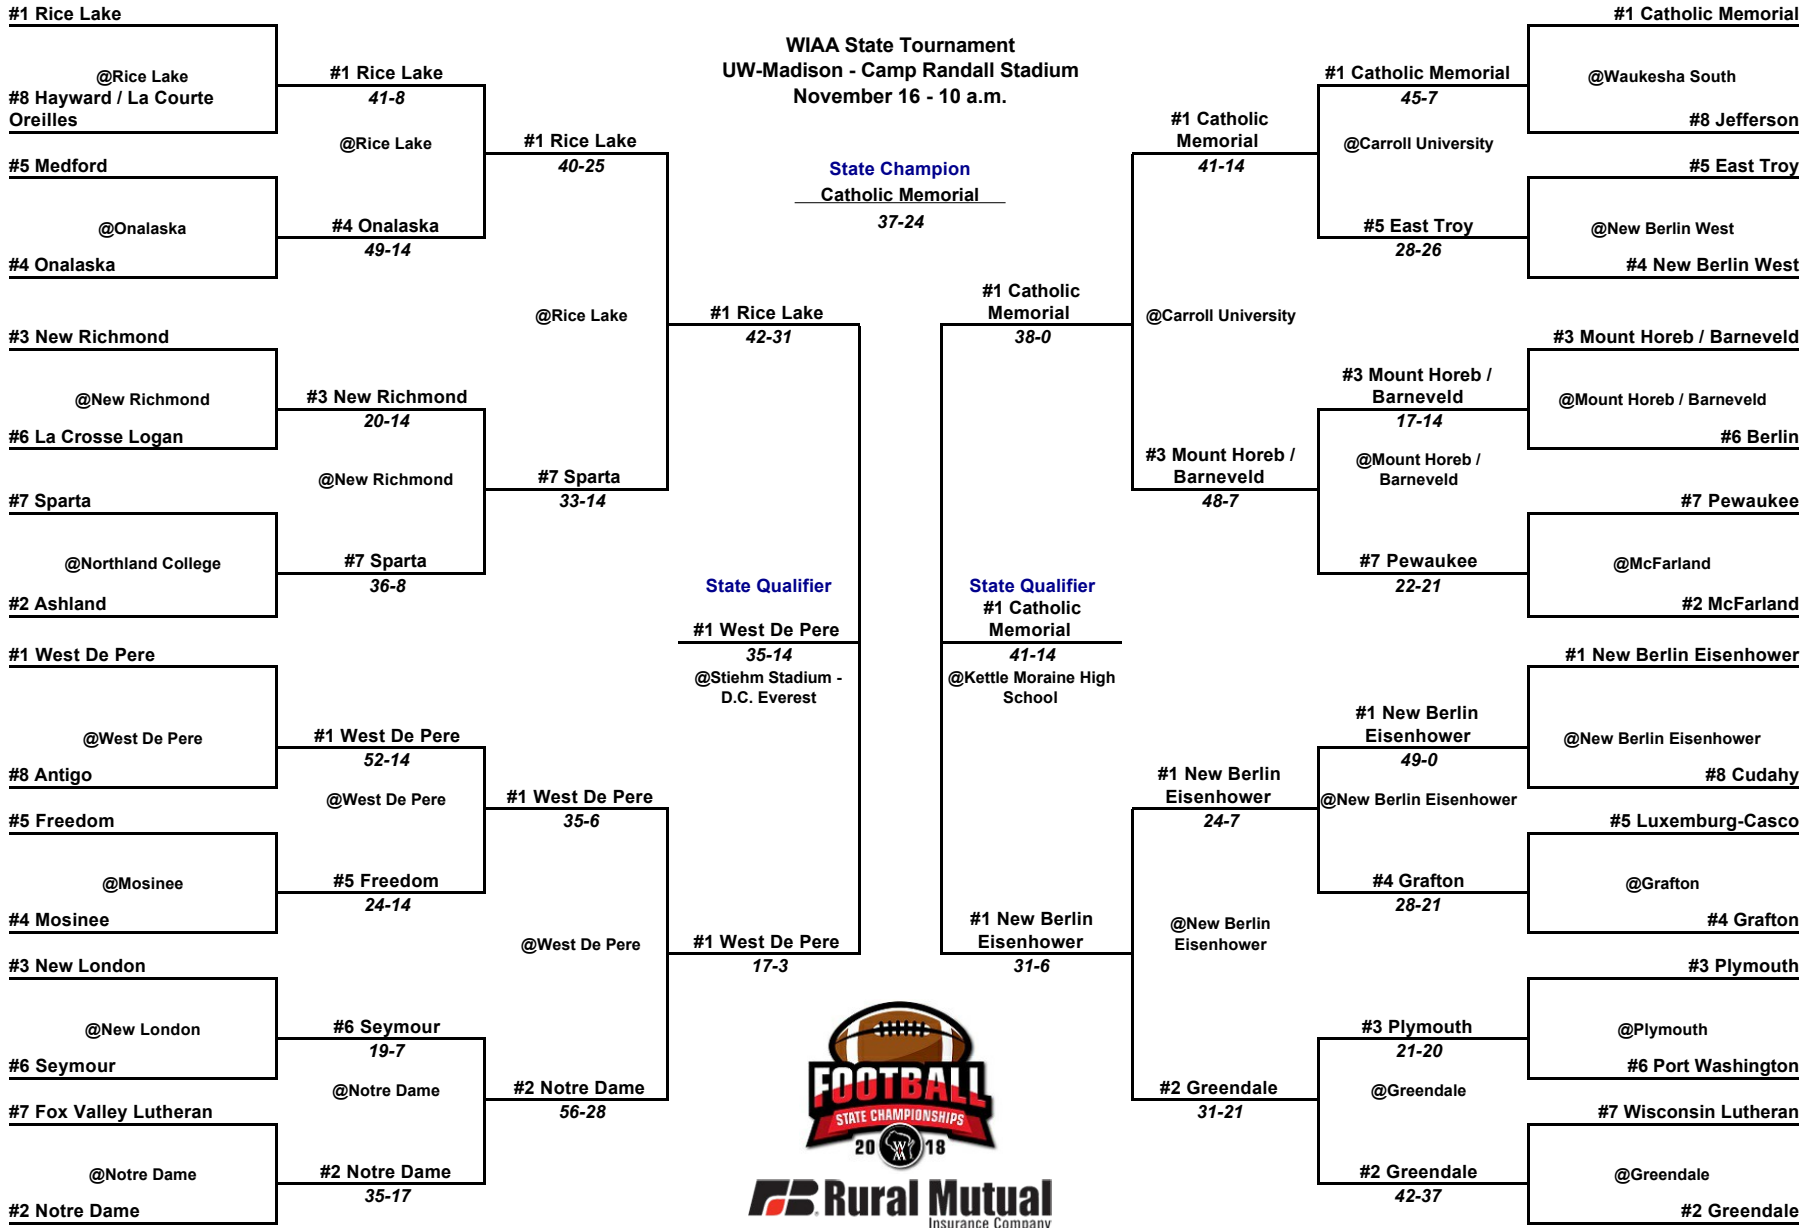 #1 Rice Lake
@Rice Lake
#8 Hayward / La Courte
Oreilles
#5 Medford
@Onalaska
#4 Onalaska
#3 New Richmond
@New Richmond
#6 La Crosse Logan
#7 Sparta
@Northland College
#2 Ashland
#1 West De Pere
@West De Pere
#8 Antigo
#5 Freedom
@Mosinee
#4 Mosinee
#3 New London
@New London
#6 Seymour
#7 Fox Valley Lutheran
@Notre Dame
#2 Notre Dame
#1 Rice Lake
41-8
@Rice Lake
#4 Onalaska
49-14
#3 New Richmond
20-14
@New Richmond
#7 Sparta
36-8
#1 West De Pere
52-14
@West De Pere
#5 Freedom
24-14
#6 Seymour
19-7
@Notre Dame
#2 Notre Dame
35-17
#1 Rice Lake
40-25
@Rice Lake
#7 Sparta
33-14
#1 West De Pere
35-6
@West De Pere
#2 Notre Dame
56-28
#1 Rice Lake
42-31
State Qualifier
#1 West De Pere
35-14
@Stiehm Stadium -
D.C. Everest
#1 West De Pere
17-3
WIAA State Tournament
UW-Madison - Camp Randall Stadium
November 16 - 10 a.m.
State Champion
Catholic Memorial
37-24
#1 Catholic
Memorial
38-0
State Qualifier
#1 Catholic
Memorial
41-14
@Kettle Moraine High
School
#1 New Berlin
Eisenhower
31-6
#1 Catholic
Memorial
41-14
@Carroll University
#3 Mount Horeb /
Barneveld
48-7
#1 New Berlin
Eisenhower
24-7
@New Berlin
Eisenhower
#2 Greendale
31-21
#1 Catholic Memorial
45-7
@Carroll University
#5 East Troy
28-26
#3 Mount Horeb /
Barneveld
17-14
@Mount Horeb /
Barneveld
#7 Pewaukee
22-21
#1 New Berlin
Eisenhower
49-0
@New Berlin Eisenhower
#4 Grafton
28-21
#3 Plymouth
21-20
@Greendale
#2 Greendale
42-37
#1 Catholic Memorial
@Waukesha South
#8 Jefferson
#5 East Troy
@New Berlin West
#4 New Berlin West
#3 Mount Horeb / Barneveld
@Mount Horeb / Barneveld
#6 Berlin
#7 Pewaukee
@McFarland
#2 McFarland
#1 New Berlin Eisenhower
@New Berlin Eisenhower
#8 Cudahy
#5 Luxemburg-Casco
@Grafton
#4 Grafton
#3 Plymouth
@Plymouth
#6 Port Washington
#7 Wisconsin Lutheran
@Greendale
#2 Greendale
FOOTBALL
STATE CHAMPIONSHIPS
20 18
Rural Mutual
Insurance Company